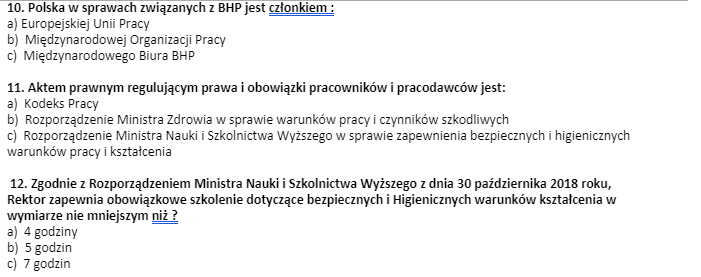 10. Polska w sprawach związanych z BHP jest członkiem :
a) Europejskiej Unii Pracy
b) Międzynarodowej Organizacji Pracy
c) Międzynarodowego Biura BHP
11. Aktem prawnym regulującym prawa i obowiązki pracowników i pracodawców jest:
a) Kodeks Pracy
b) Rozporządzenie Ministra Zdrowia w sprawie warunków pracy i czynników szkodliwych
c) Rozporządzenie Ministra Nauki i Szkolnictwa Wyższego w sprawie zapewnienia bezpiecznych i higienicznych
warunków pracy i kształcenia
12. Zgodnie z Rozporządzeniem Ministra Nauki i Szkolnictwa Wyższego z dnia 30 października 2018 roku,
Rektor zapewnia obowiązkowe szkolenie dotyczące bezpiecznych i Higienicznych warunków kształcenia w
wymiarze nie mniejszym niż ?
a) 4 godziny
b) 5 godzin
c) 7 godzin